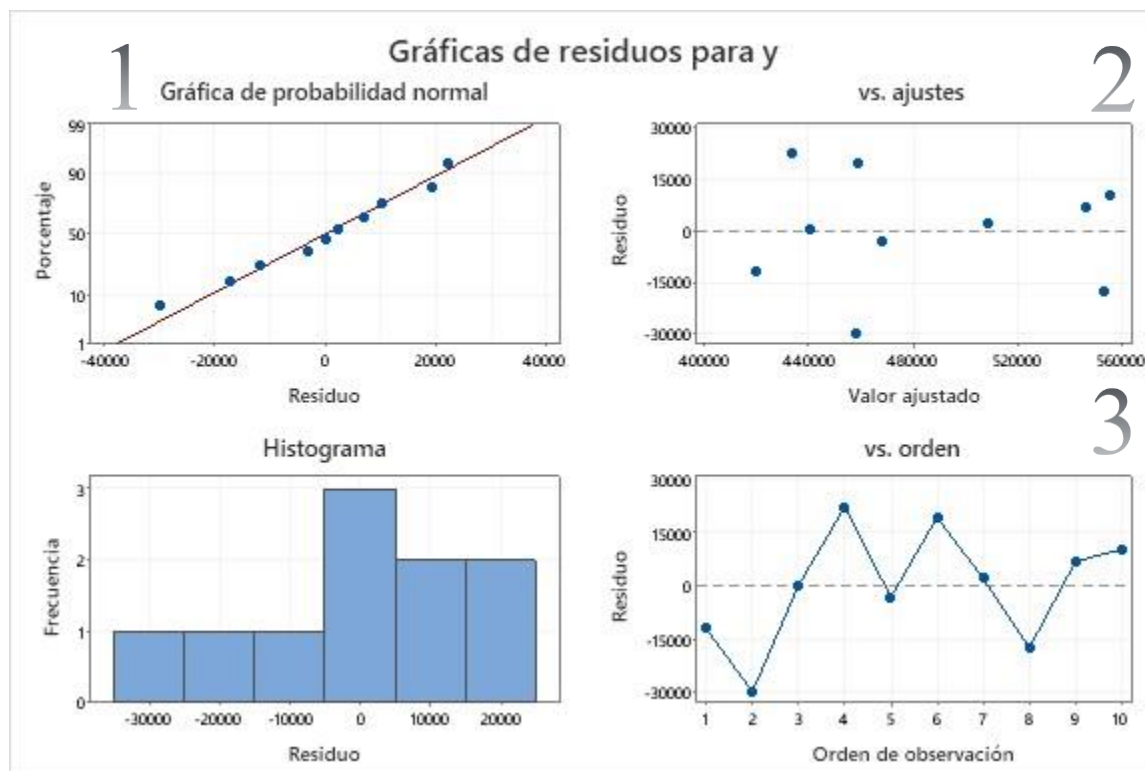 Gráficas de residuos para y
1
Gráfica de probabilidad normal
99
90
50
10
1
Porcentaje
-40000 -20000 0 20000 40000
Residuo
2
vs. ajustes
30000
15000
0
-15000
-30000
Residuo
400000 440000 480000 520000 560000
Valor ajustado
Histograma
3
2
1
0
Frecuencia
-30000 -20000 -10000 0 10000 20000
Residuo
3
vs. orden
30000
15000
0
-15000
-30000
Residuo
1 2 3 4 5 6 7 8 9 10
Orden de observación